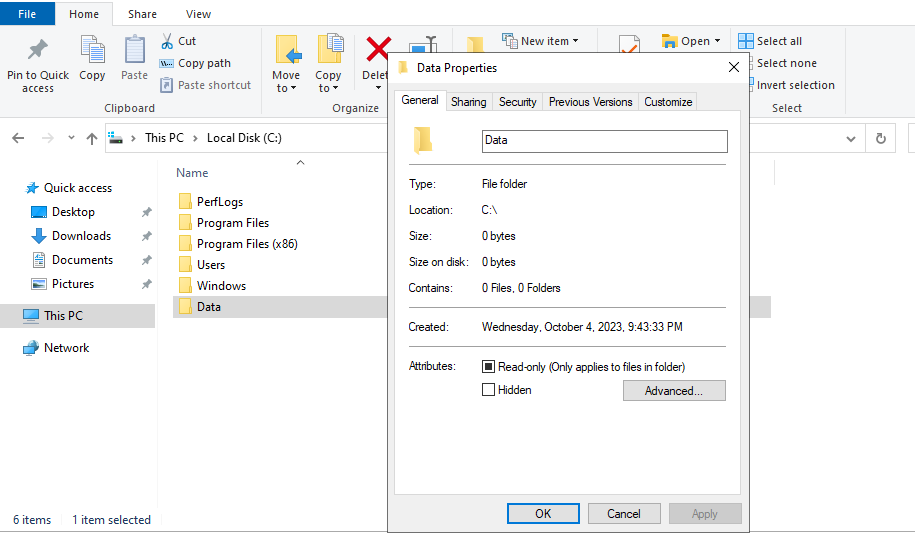 File Home Share View
Pin to Quick access
Copy
Paste
Cut
Copy path
Paste shortcut
Clipboard
Move to
Copy to
Organize
New item
Open
Select all
Select none
Invert selection
Select
This PC > Local Disk (C:)
Quick access
Desktop
Downloads
Documents
Pictures
This PC
Network
Name
PerfLogs
Program Files
Program Files (x86)
Users
Windows
Data
6 items 1 item selected
Data Properties
General Sharing Security Previous Versions Customize
Data
Type: File folder
Location: C:\
Size: 0 bytes
Size on disk: 0 bytes
Contains: 0 Files, 0 Folders
Created: Wednesday, October 4, 2023, 9:43:33 PM
Attributes: Read-only (Only applies to files in folder)
Hidden
Advanced...
OK Cancel Apply